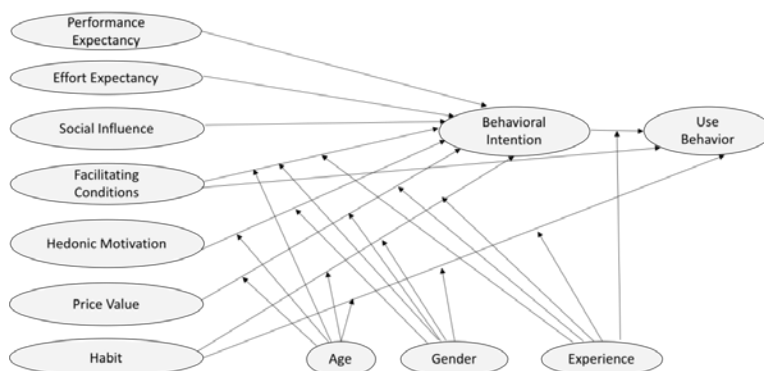 Performance
Expectancy
Effort Expectancy
Social Influence
Facilitating
Conditions
Hedonic Motivation
Price Value
Habit
Behavioral
Intention
Use
Behavior
Age
Gender
Experience